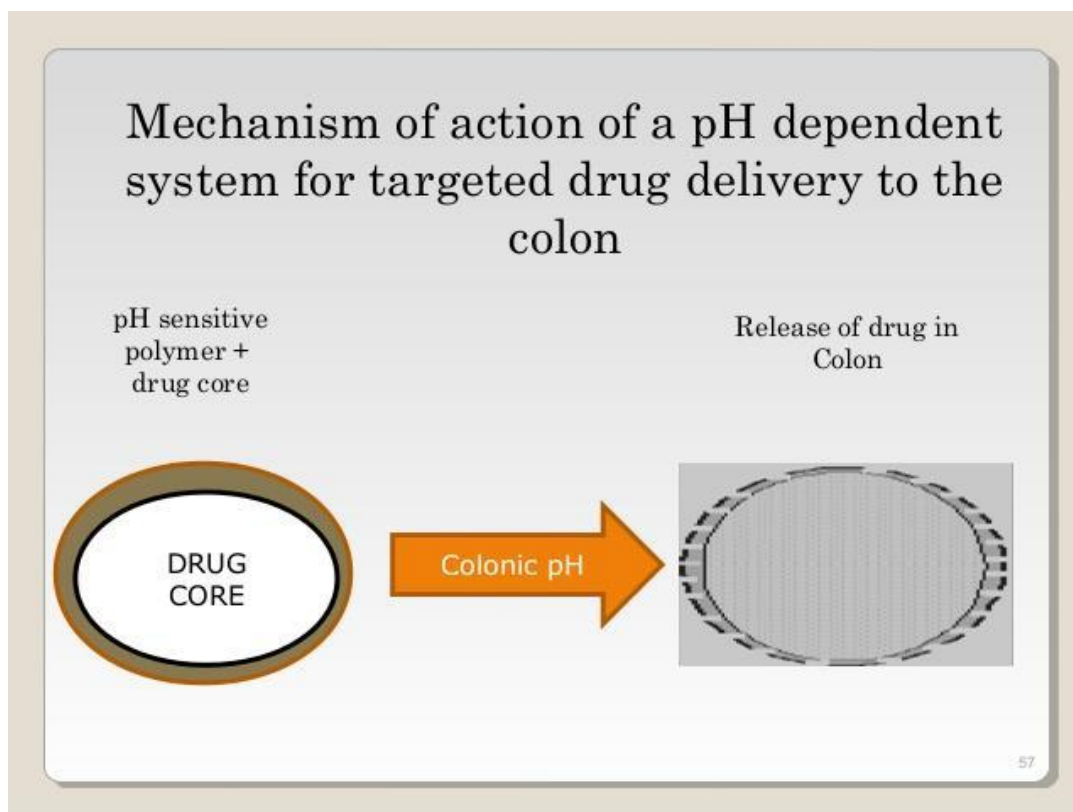 Mechanism of action of a pH dependent
system for targeted drug delivery to the
colon
pH sensitive
polymer +
drug core
Release of drug in
Colon
DRUG
CORE
Colonic pH
57